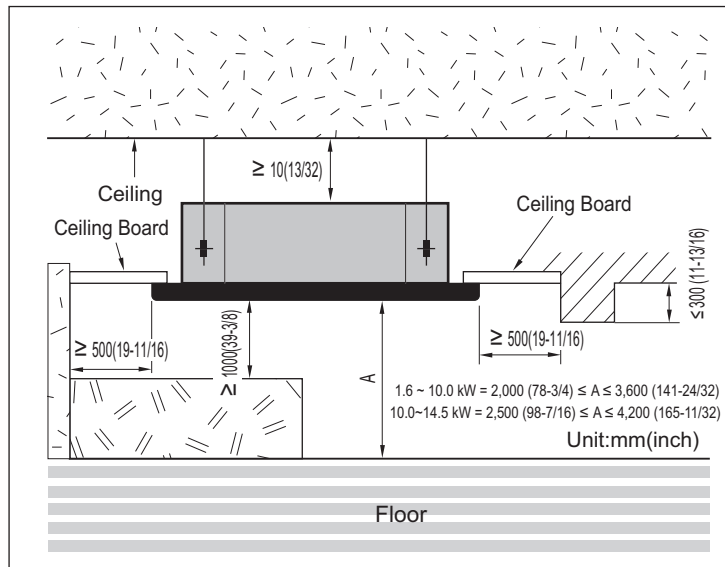 ≥ 10(13/32)
Ceiling
Ceiling Board
Ceiling Board
≤ 300 (11-13/16)
≥ 500(19-11/16)
≥ 1000(39-3/8)
A
≥ 500(19-11/16)
1.6 ~ 10.0 kW = 2,000 (78-3/4) ≤ A ≤ 3,600 (141-24/32)
10.0~14.5 kW = 2,500 (98-7/16) ≤ A ≤ 4,200 (165-11/32)
Unit:mm(inch)
Floor